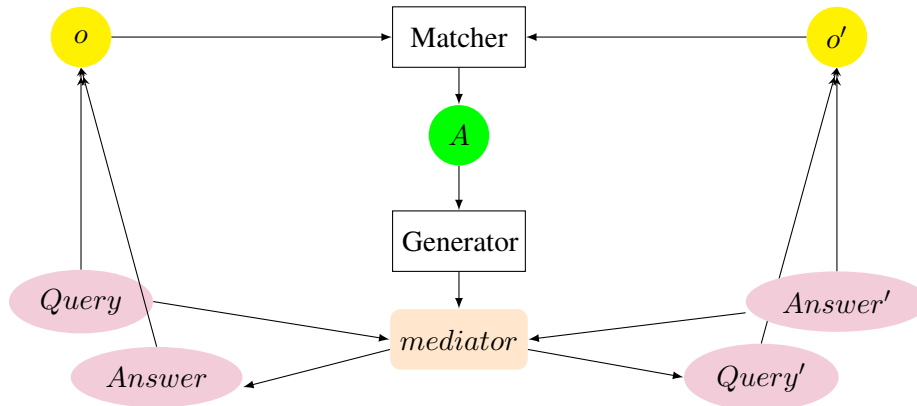 o
Matcher
o′
A
Generator
Query
Answer′
mediator
Answer
Query′